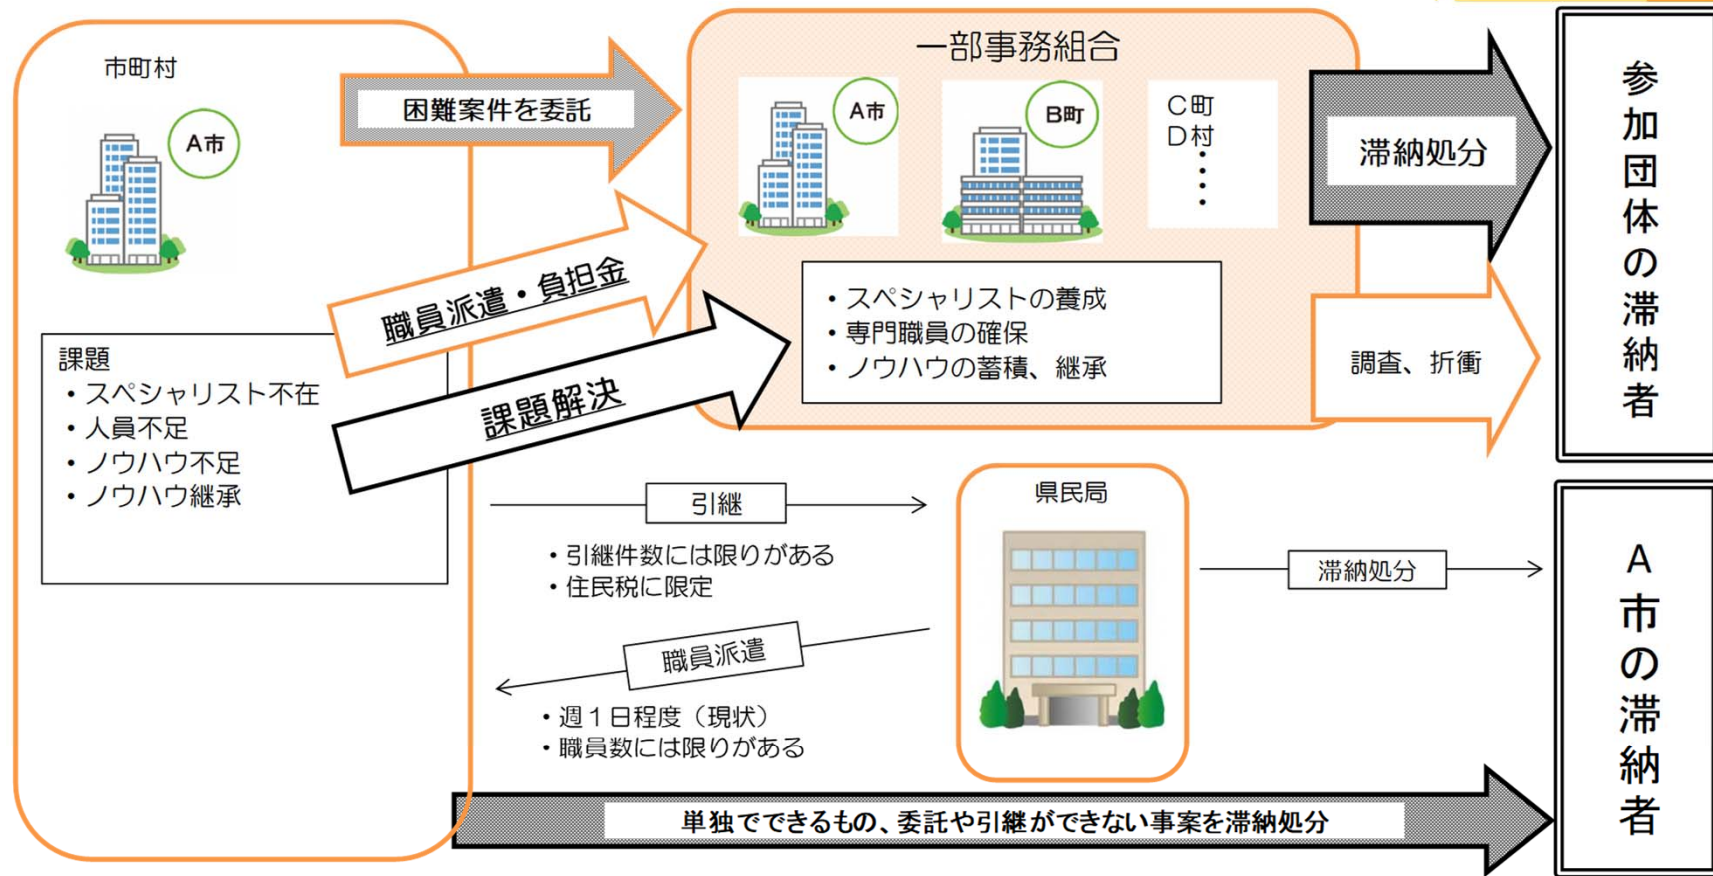 市町村
A市
困難案件を委託
職員派遣・負担金
課題解決
課題
・スペシャリスト不在
・人員不足
・ノウハウ不足
・ノウハウ継承
一部事務組合
A市
B町
C町
D村
・・・・
・スペシャリストの養成
・専門職員の確保
・ノウハウの蓄積、継承
滞納処分
調査、折衝
参加団体の滞納者
引継
・引継件数には限りがある
・住民税に限定
県民局
滞納処分
職員派遣
・週１日程度（現状）
・職員数には限りがある
単独でできるもの、委託や引継ができない事案を滞納処分
A市の滞納者